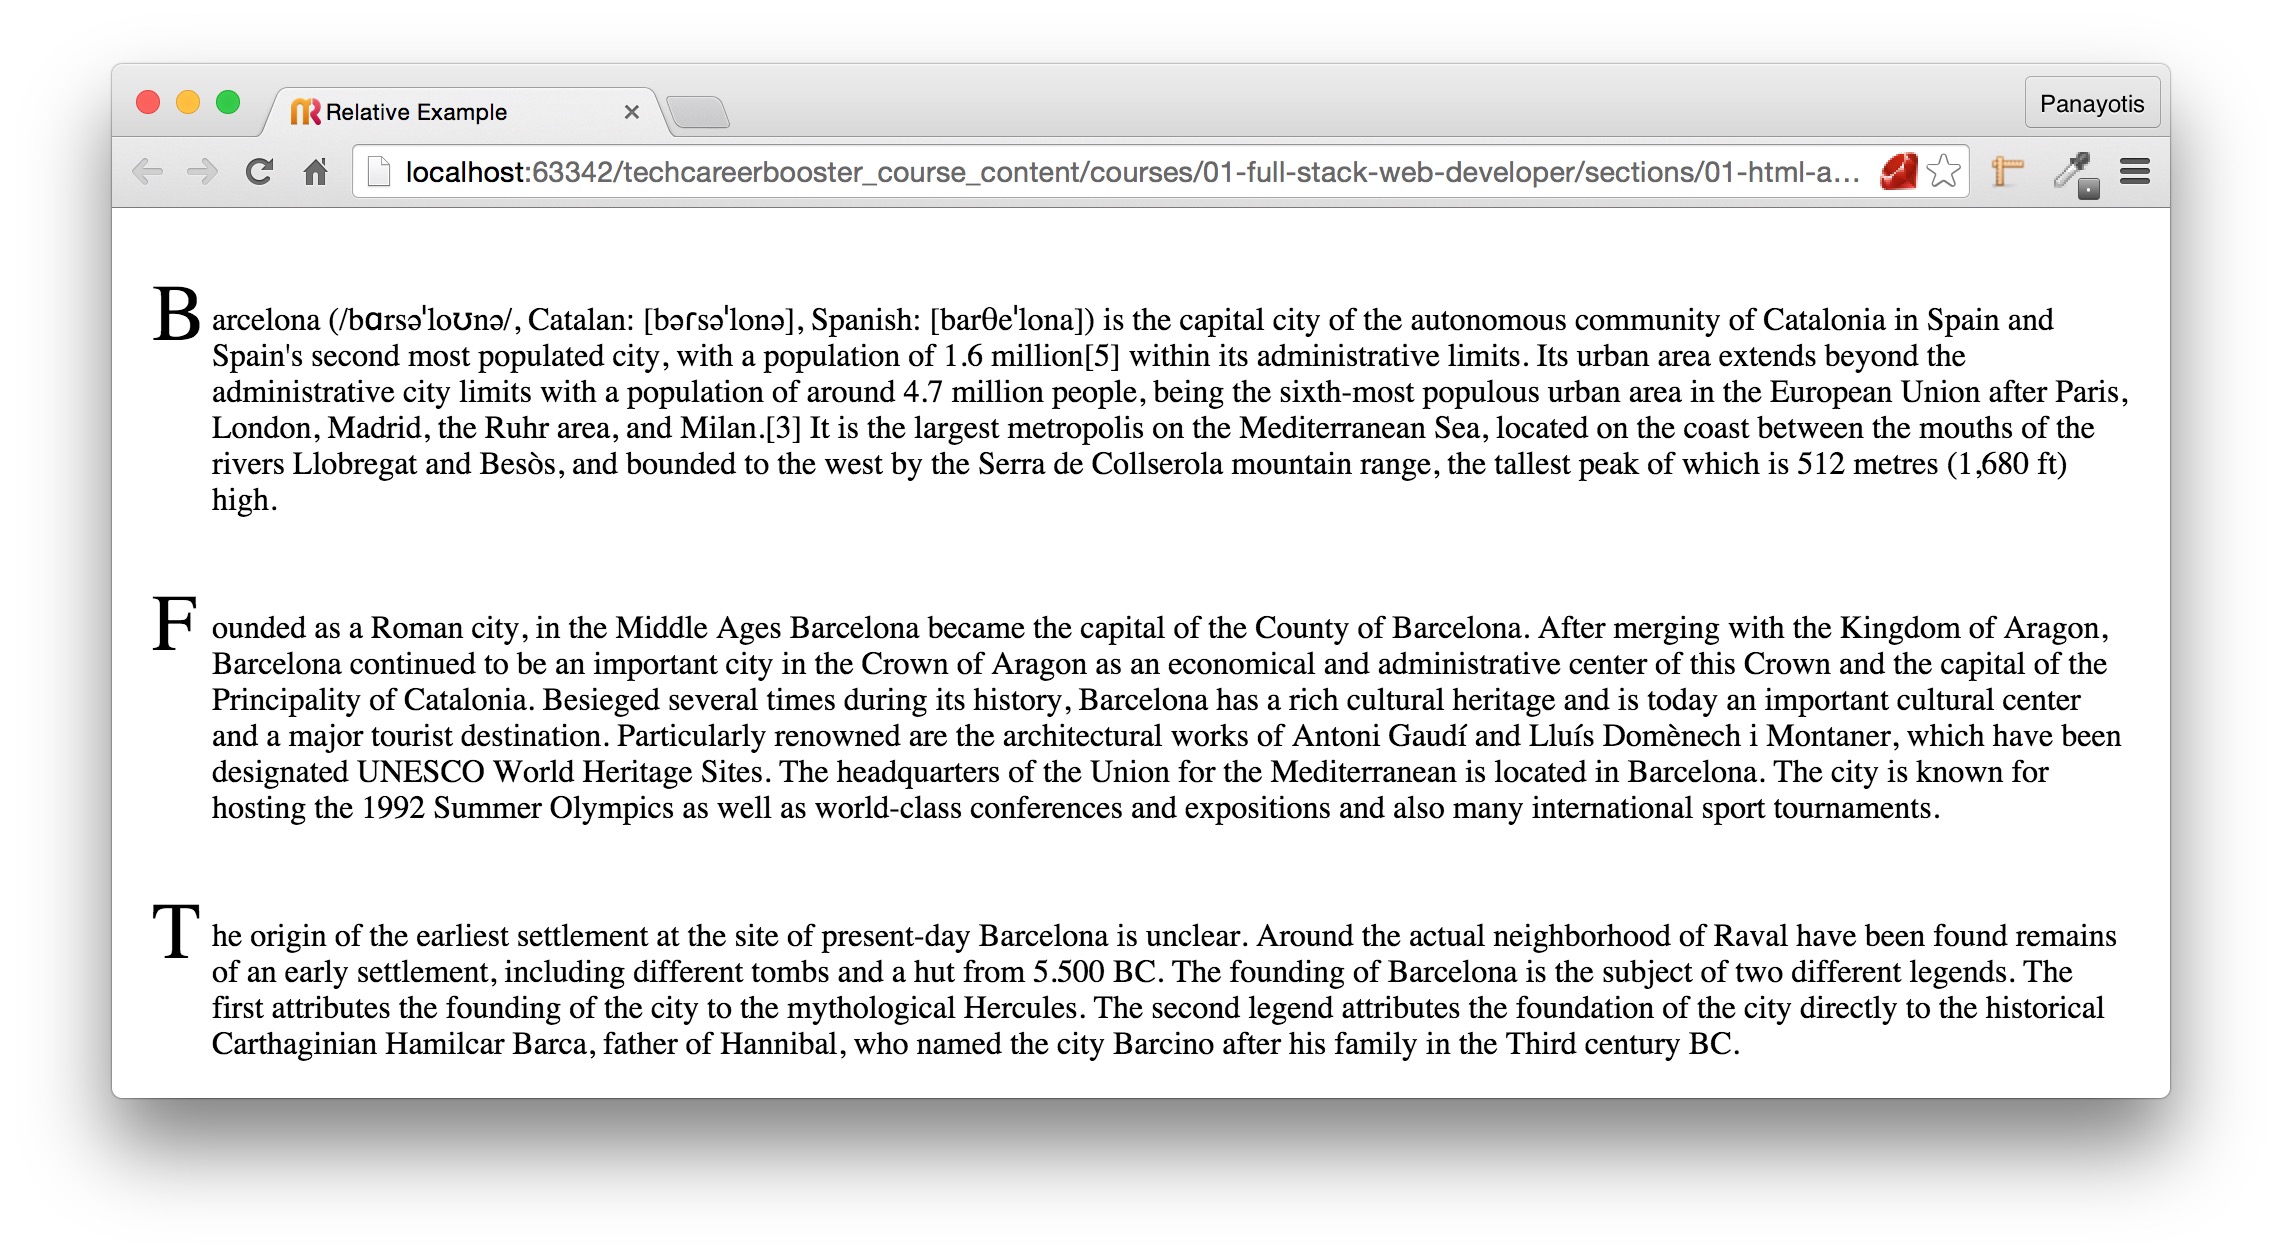 Relative Example
Panayotis
localhost:63342/techcareerbooster_course_content/courses/01-full-stack-web-developer/sections/01-html-a...
Barcelona (/bɑrsəˈloʊnə/, Catalan: [bərsəˈlonə], Spanish: [barθeˈlona]) is the capital city of the autonomous community of Catalonia in Spain and
Spain's second most populated city, with a population of 1.6 million[5] within its administrative limits. Its urban area extends beyond the
administrative city limits with a population of around 4.7 million people, being the sixth-most populous urban area in the European Union after Paris,
London, Madrid, the Ruhr area, and Milan.[3] It is the largest metropolis on the Mediterranean Sea, located on the coast between the mouths of the
rivers Llobregat and Besòs, and bounded to the west by the Serra de Collserola mountain range, the tallest peak of which is 512 metres (1,680 ft)
high.
Founded as a Roman city, in the Middle Ages Barcelona became the capital of the County of Barcelona. After merging with the Kingdom of Aragon,
Barcelona continued to be an important city in the Crown of Aragon as an economical and administrative center of this Crown and the capital of the
Principality of Catalonia. Besieged several times during its history, Barcelona has a rich cultural heritage and is today an important cultural center
and a major tourist destination. Particularly renowned are the architectural works of Antoni Gaudí and Lluís Domènech i Montaner, which have been
designated UNESCO World Heritage Sites. The headquarters of the Union for the Mediterranean is located in Barcelona. The city is known for
hosting the 1992 Summer Olympics as well as world-class conferences and expositions and also many international sport tournaments.
The origin of the earliest settlement at the site of present-day Barcelona is unclear. Around the actual neighborhood of Raval have been found remains
of an early settlement, including different tombs and a hut from 5.500 BC. The founding of Barcelona is the subject of two different legends. The
first attributes the founding of the city to the mythological Hercules. The second legend attributes the foundation of the city directly to the historical
Carthaginian Hamilcar Barca, father of Hannibal, who named the city Barcino after his family in the Third century BC.